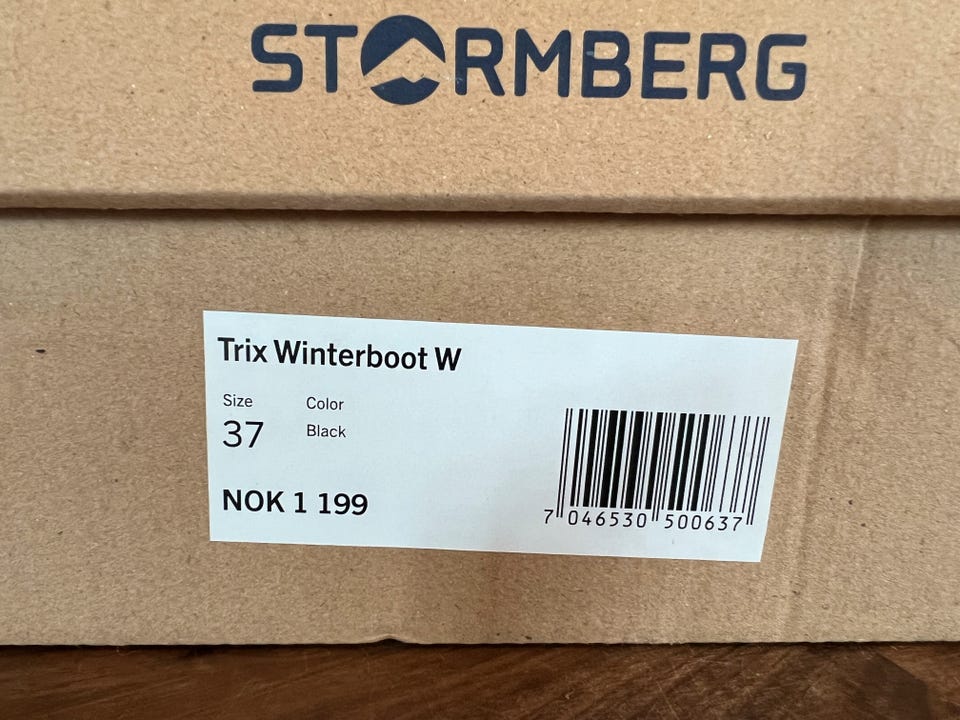 STORMBERG
Trix Winterboot W
Size Color
37 Black
NOK 1 199
7 046530 500637